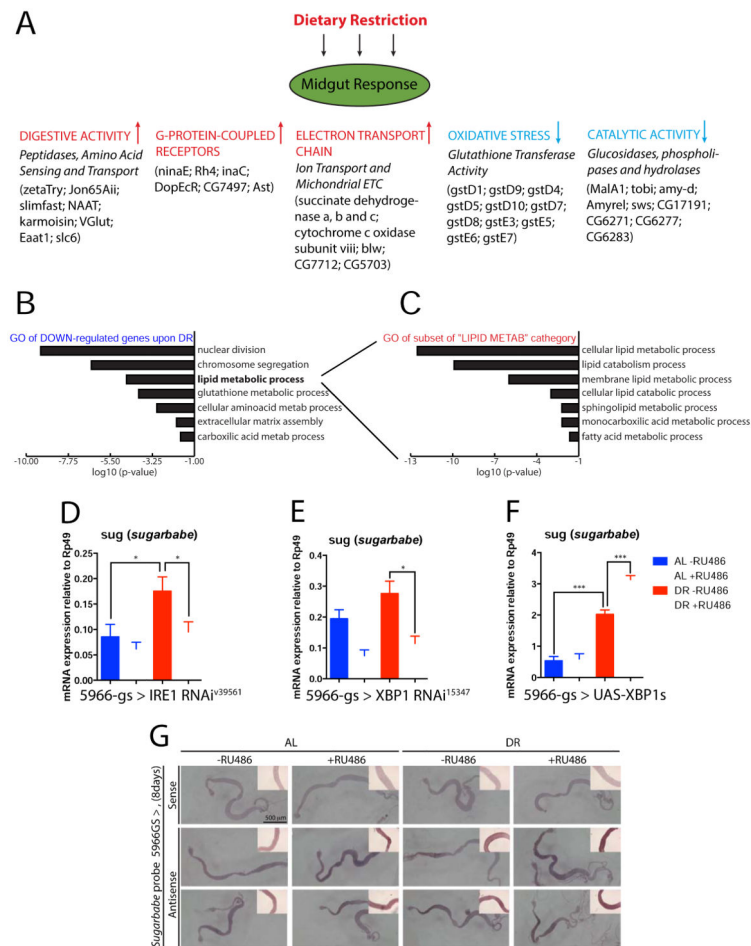 A
Dietary Restriction
Midgut Response
DIGESTIVE ACTIVITY
Peptidases, Amino Acid
Sensing and Transport
(zetaTry; Jon65Aii;
slimfast; NAAT;
karmoisin; VGlut;
Eaat1; slc6)
G-PROTEIN-COUPLED
RECEPTORS
(ninaE; Rh4; inaC;
DopEcR; CG7497; Ast)
ELECTRON TRANSPORT
CHAIN
Ion Transport and
Michondrial ETC
(succinate dehydroge-
nase a, b and c;
cytochrome c oxidase
subunit viii; blw;
CG7712; CG5703)
OXIDATIVE STRESS
Glutathione Transferase
Activity
(gstD1; gstD9; gstD4;
gstD5; gstD10; gstD7;
gstD8; gstE3; gstE5;
gstE6; gstE7)
CATALYTIC ACTIVITY
Glucosidases, phospholi-
pases and hydrolases
(MalA1; tobi; amy-d;
Amyrel; sws; CG17191;
CG6271; CG6277;
CG6283)
B
GO of DOWN-regulated genes upon DR
nuclear division
chromosome segregation
lipid metabolic process
glutathione metabolic process
cellular aminoacid metab process
extracellular matrix assembly
carboxilic acid metab process
-10.00 -7.75 -5.50 -3.25 -1.00
log10 (p-value)
C
GO of subset of "LIPID METAB" cathegory
cellular lipid metabolic process
lipid catabolism process
membrane lipid metabolic process
cellular lipid catabolic process
sphingolipid metabolic process
monocarboxilic acid metabolic process
fatty acid metabolic process
-13 -10 -7 -4 -1
log10 (p-value)
D
sug (sugarbabe)
mRNA expression relative to Rp49
0.25
0.20
0.15
0.10
0.05
0.00
* *
5966-gs > IRE1 RNAi v39561
E
sug (sugarbabe)
mRNA expression relative to Rp49
0.4
0.3
0.2
0.1
0.0
*
5966-gs > XBP1 RNAi 15347
F
sug (sugarbabe)
mRNA expression relative to Rp49
5
4
3
2
1
0
***
***
5966-gs > UAS-XBP1s
AL -RU486
AL +RU486
DR -RU486
DR +RU486
G
AL DR
-RU486 +RU486 -RU486 +RU486
Sugarbabe probe 5966GS > , (8days)
Sense
Antisense
500 μm